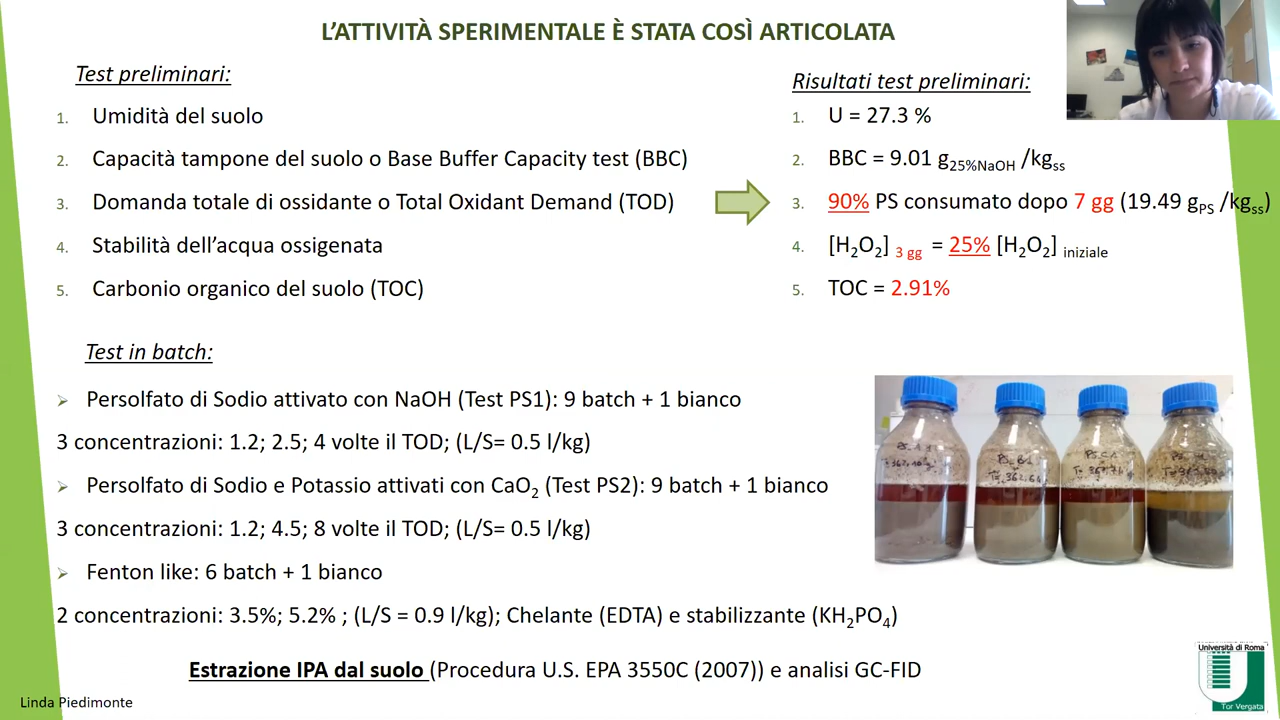 L'ATTIVITÀ SPERIMENTALE È STATA COSÌ ARTICOLATA
Test preliminari:
1. Umidità del suolo
2. Capacità tampone del suolo o Base Buffer Capacity test (BBC)
3. Domanda totale di ossidante o Total Oxidant Demand (TOD)
4. Stabilità dell'acqua ossigenata
5. Carbonio organico del suolo (TOC)
Risultati test preliminari:
1. U = 27.3 %
2. BBC = 9.01 g25%NaOH /kgss
3. 90% PS consumato dopo 7 gg (19.49 gPS /kgss)
4. [H2O2] 3 gg = 25% [H2O2] iniziale
5. TOC = 2.91%
Test in batch:
Persolfato di Sodio attivato con NaOH (Test PS1): 9 batch + 1 bianco
3 concentrazioni: 1.2; 2.5; 4 volte il TOD; (L/S= 0.5 l/kg)
Persolfato di Sodio e Potassio attivati con CaO2 (Test PS2): 9 batch + 1 bianco
3 concentrazioni: 1.2; 4.5; 8 volte il TOD; (L/S= 0.5 l/kg)
Fenton like: 6 batch + 1 bianco
2 concentrazioni: 3.5%; 5.2% ; (L/S = 0.9 l/kg); Chelante (EDTA) e stabilizzante (KH2PO4)
Estrazione IPA dal suolo (Procedura U.S. EPA 3550C (2007)) e analisi GC-FID
Linda Piedimonte
Università di Roma
Tor Vergata